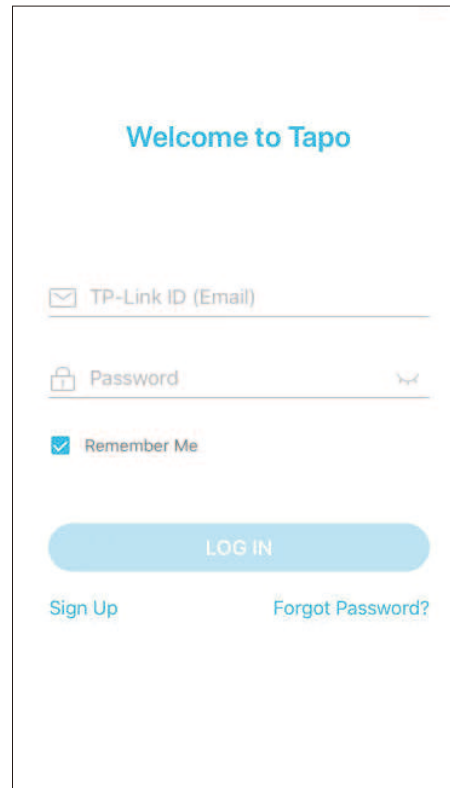 Welcome to Tapo
TP-Link ID (Email)
Password
Remember Me
LOG IN
Sign Up
Forgot Password?